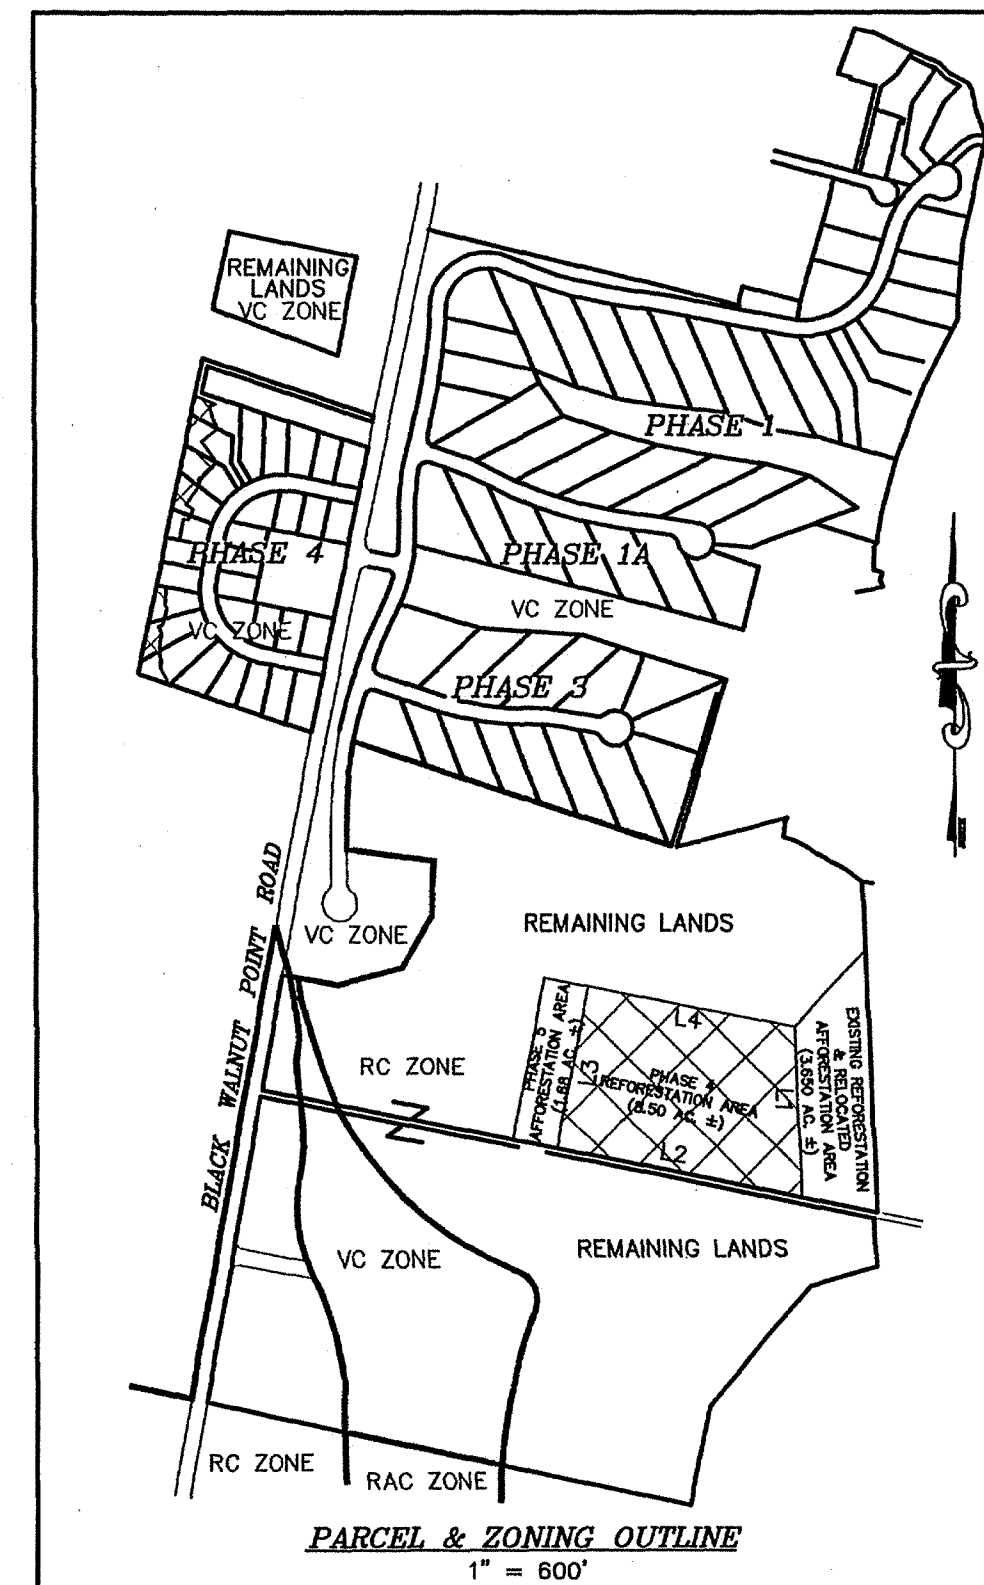 REMAINING
LANDS
VC ZONE
PHASE 1
PHASE 4
PHASE 1A
VC ZONE
VC ZONE
PHASE 3
BLACK WALNUT POINT ROAD
VC ZONE
REMAINING LANDS
RC ZONE
PHASE 5
AFFORESTATION AREA
(1.68 AC. ±)
L4
L3
PHASE 4
REFORESTATION AREA
(8.50 AC. ±)
L1
L2
EXISTING REFORESTATION
& RELOCATED
AFFORESTATION AREA
(3.650 AC. ±)
VC ZONE
REMAINING LANDS
RC ZONE
RAC ZONE
PARCEL & ZONING OUTLINE
1" = 600'